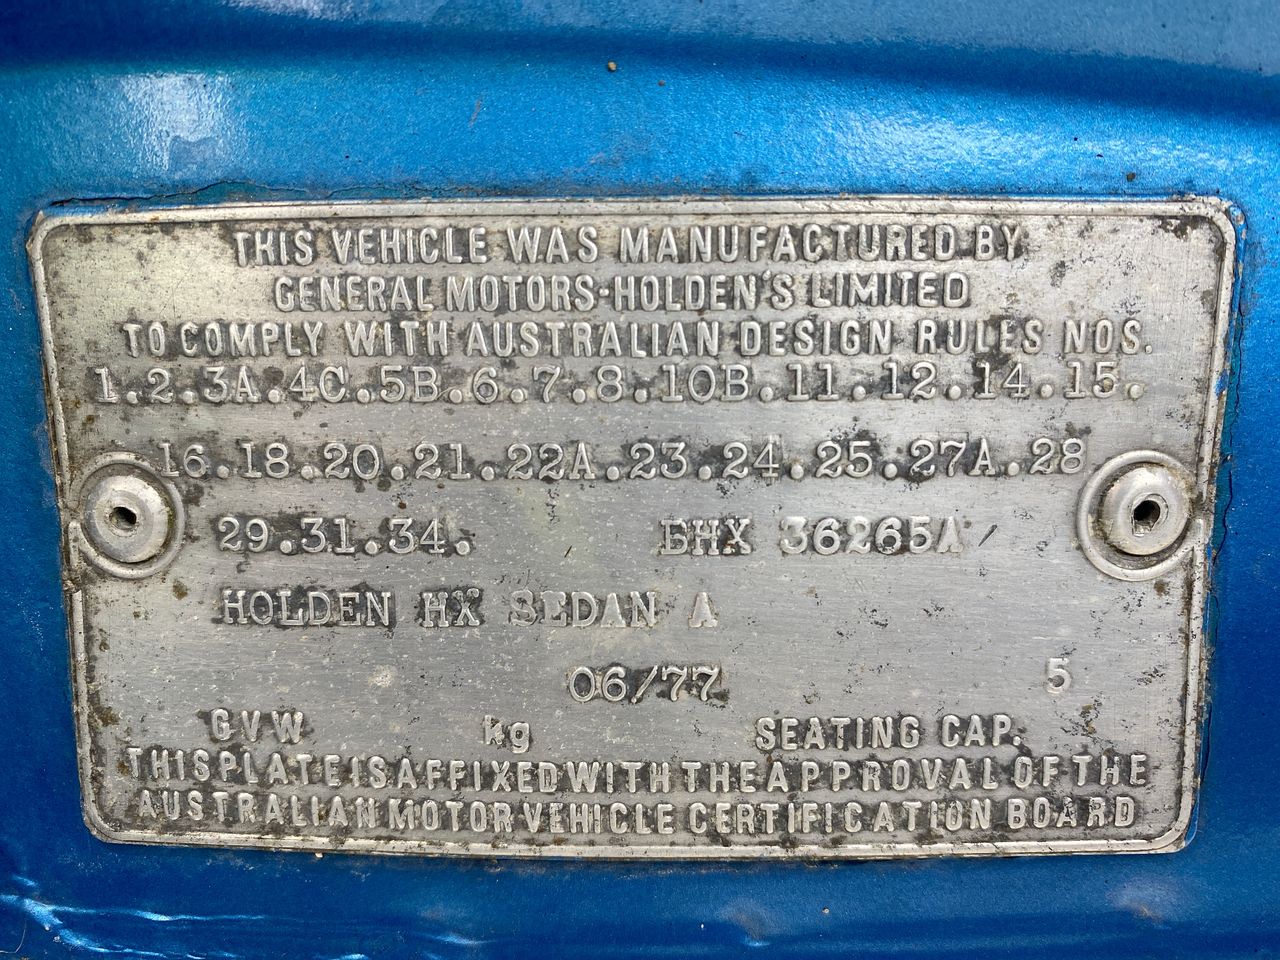 THIS VEHICLE WAS MANUFACTURED BY
GENERAL MOTORS-HOLDEN'S LIMITED
TO COMPLY WITH AUSTRALIAN DESIGN RULES NOS.
1.2.3A.4C.5B.6.7.8.10B.11.12.14.15.
16.18.20.21.22A.23.24.25.27A.28
29.31.34. 36265A
HOLDEN HX SEDAN A
06/77 5
GVW kg SEATING CAP.
THIS PLATE IS AFFIXED WITH THE APPROVAL OF THE
AUSTRALIAN MOTOR VEHICLE CERTIFICATION BOARD